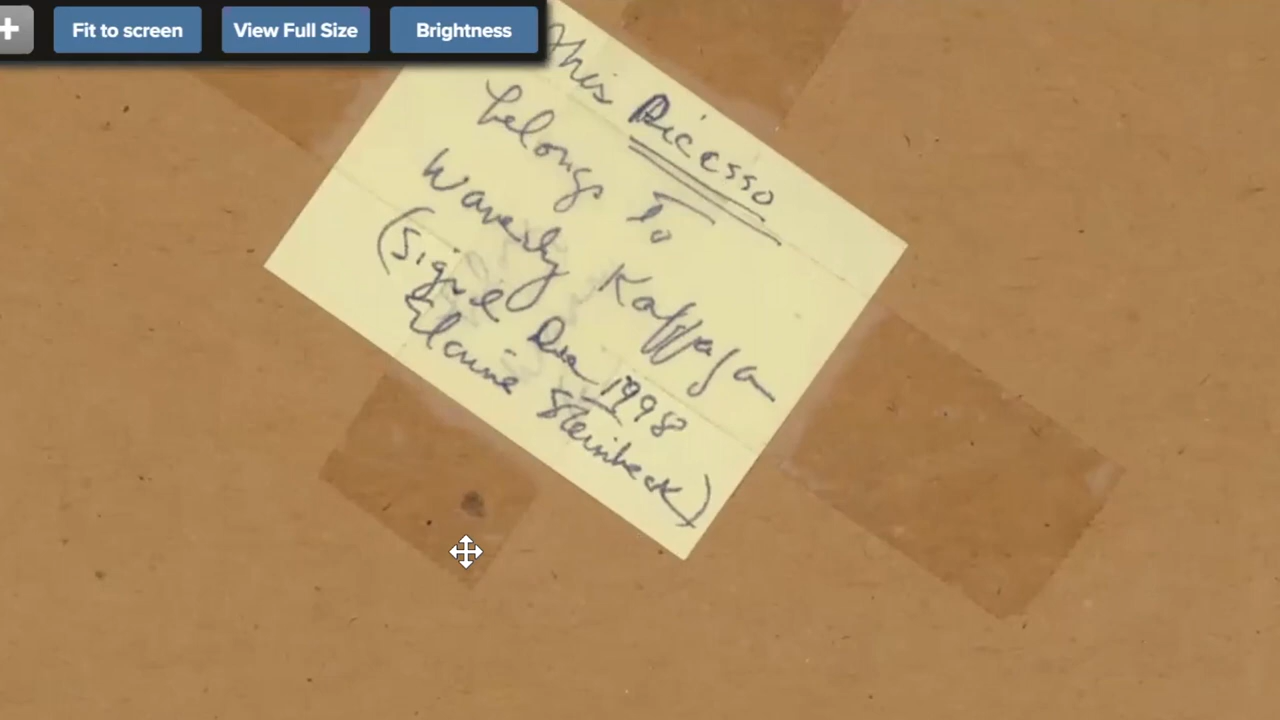 Fit to screen
View Full Size
Brightness
This Picasso
belongs To
Waverly Kaffaga
(Signed Dec 1998
Elaine Steinbeck)